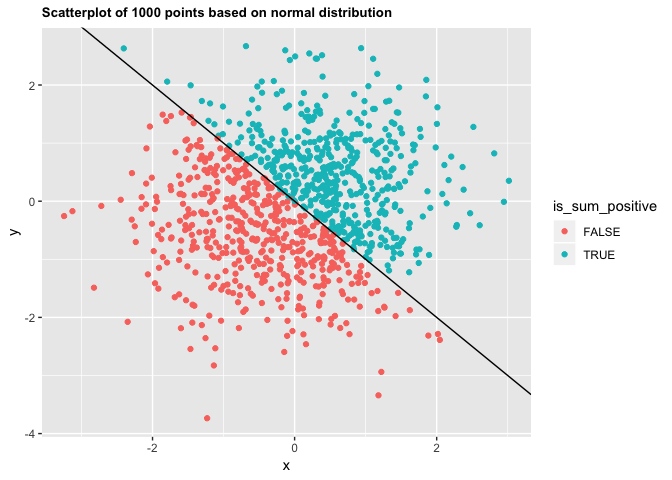 Scatterplot of 1000 points based on normal distribution
2
0
-2
-4
y
-2
0
2
x
is_sum_positive
FALSE
TRUE